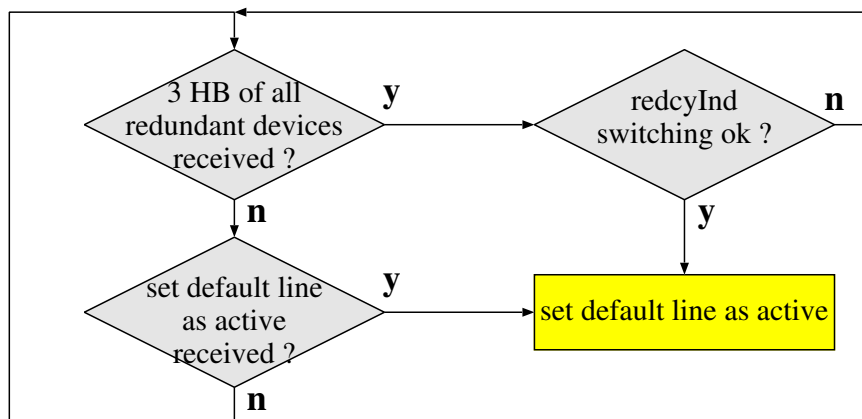 3 HB of all
redundant devices
received ?
y
redcyInd
switching ok ?
n
n
y
set default line
as active
received ?
y
set default line as active
n